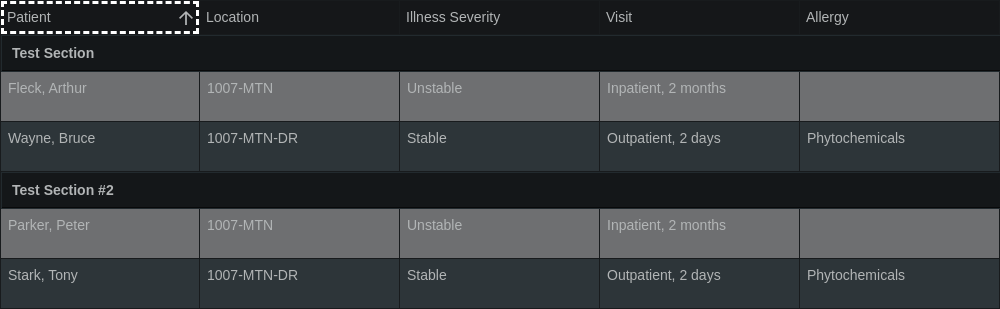 Patient Location Illness Severity Visit Allergy
Test Section
Fleck, Arthur 1007-MTN Unstable Inpatient, 2 months
Wayne, Bruce 1007-MTN-DR Stable Outpatient, 2 days Phytochemicals
Test Section #2
Parker, Peter 1007-MTN Unstable Inpatient, 2 months
Stark, Tony 1007-MTN-DR Stable Outpatient, 2 days Phytochemicals